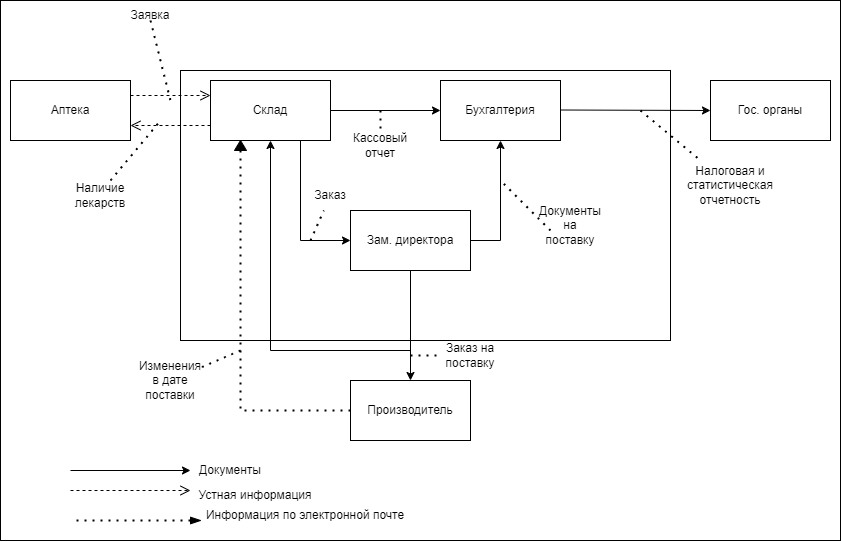 Заявка
Аптека
Склад
Бухгалтерия
Гос. органы
Кассовый
отчет
Наличие
лекарств
Налоговая и
статистическая
отчетность
Заказ
Документы
на
поставку
Зам. директора
Изменения
в дате
поставки
Заказ на
поставку
Производитель
Документы
Устная информация
Информация по электронной почте